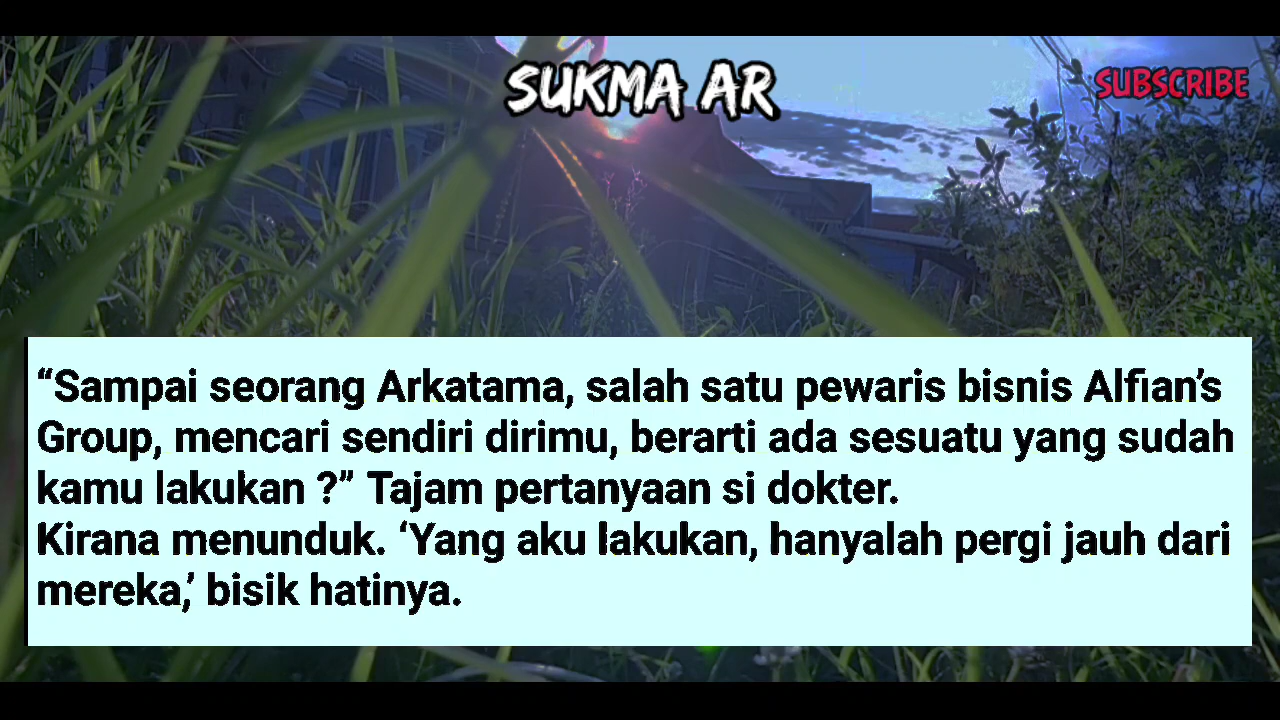 SUKMA AR
SUBSCRIBE
“Sampai seorang Arkatama, salah satu pewaris bisnis Alfian’s
Group, mencari sendiri dirimu, berarti ada sesuatu yang sudah
kamu lakukan ?” Tajam pertanyaan si dokter.
Kirana menunduk. ‘Yang aku lakukan, hanyalah pergi jauh dari
mereka,’ bisik hatinya.